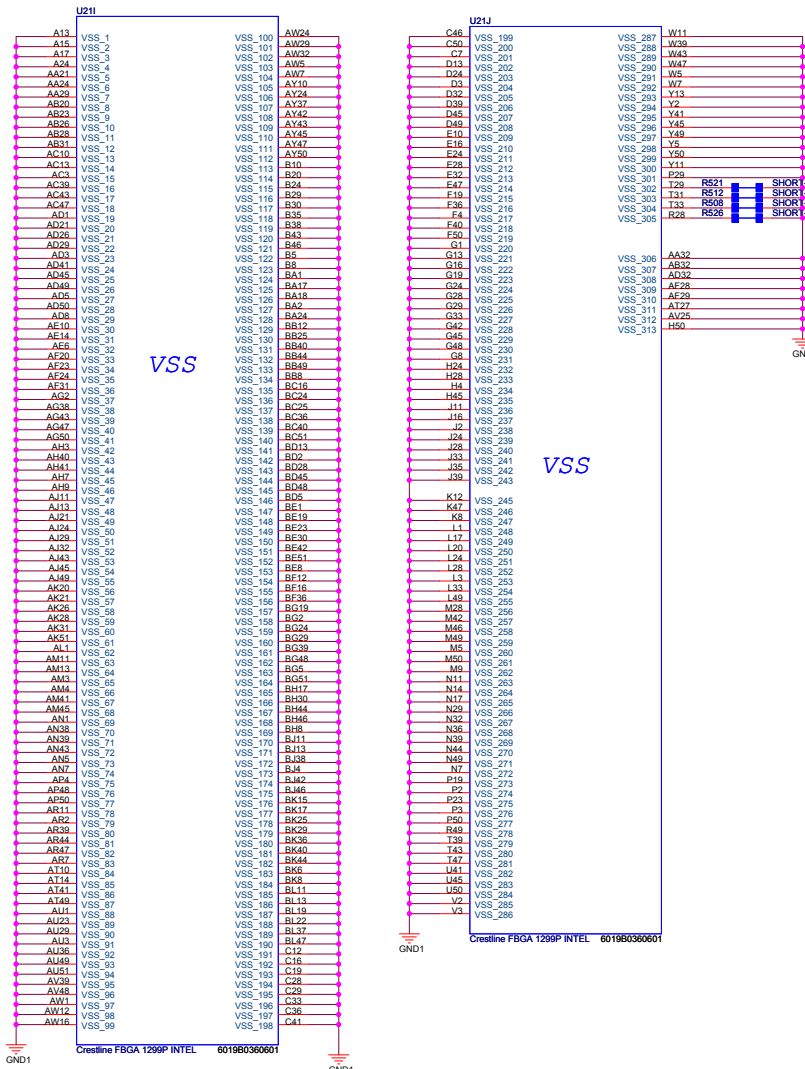 U21I
A13 VSS_1 VSS_100 AW24
A15 VSS_2 VSS_101 AW29
A17 VSS_3 VSS_102 AW32
A24 VSS_4 VSS_103 AW5
AA21 VSS_5 VSS_104 AW7
AA24 VSS_6 VSS_105 AY10
AA29 VSS_7 VSS_106 AY24
AB20 VSS_8 VSS_107 AY37
AB23 VSS_9 VSS_108 AY42
AB26 VSS_10 VSS_109 AY43
AB28 VSS_11 VSS_110 AY45
AB31 VSS_12 VSS_111 AY47
AC10 VSS_13 VSS_112 AY50
AC13 VSS_14 VSS_113 B10
AC3 VSS_15 VSS_114 B20
AC39 VSS_16 VSS_115 B24
AC43 VSS_17 VSS_116 B29
AC47 VSS_18 VSS_117 B30
AD1 VSS_19 VSS_118 B35
AD21 VSS_20 VSS_119 B38
AD26 VSS_21 VSS_120 B43
AD29 VSS_22 VSS_121 B46
AD3 VSS_23 VSS_122 B5
AD41 VSS_24 VSS_123 B8
AD45 VSS_25 VSS_124 BA1
AD49 VSS_26 VSS_125 BA17
AD5 VSS_27 VSS_126 BA18
AD50 VSS_28 VSS_127 BA2
AD8 VSS_29 VSS_128 BA24
AE10 VSS_30 VSS_129 BB12
AE14 VSS_31 VSS_130 BB25
AE6 VSS_32 VSS_131 BB40
AF20 VSS_33 VSS_132 BB44
AF23 VSS_34 VSS_133 BB49
AF24 VSS_35 VSS_134 BB8
AF31 VSS_36 VSS_135 BC16
AG2 VSS_37 VSS_136 BC24
AG38 VSS_38 VSS_137 BC25
AG43 VSS_39 VSS_138 BC36
AG47 VSS_40 VSS_139 BC40
AG50 VSS_41 VSS_140 BC51
AH3 VSS_42 VSS_141 BD13
AH40 VSS_43 VSS_142 BD2
AH41 VSS_44 VSS_143 BD28
AH7 VSS_45 VSS_144 BD45
AH9 VSS_46 VSS_145 BD48
AJ11 VSS_47 VSS_146 BD5
AJ13 VSS_48 VSS_147 BE1
AJ21 VSS_49 VSS_148 BE19
AJ24 VSS_50 VSS_149 BE23
AJ29 VSS_51 VSS_150 BE30
AJ32 VSS_52 VSS_151 BE42
AJ43 VSS_53 VSS_152 BE51
AJ45 VSS_54 VSS_153 BE8
AJ49 VSS_55 VSS_154 BF12
AK20 VSS_56 VSS_155 BF16
AK21 VSS_57 VSS_156 BF36
AK26 VSS_58 VSS_157 BG19
AK28 VSS_59 VSS_158 BG2
AK31 VSS_60 VSS_159 BG24
AK51 VSS_61 VSS_160 BG29
AL1 VSS_62 VSS_161 BG39
AM11 VSS_63 VSS_162 BG48
AM13 VSS_64 VSS_163 BG5
AM3 VSS_65 VSS_164 BG51
AM4 VSS_66 VSS_165 BH17
AM41 VSS_67 VSS_166 BH30
AM45 VSS_68 VSS_167 BH44
AN1 VSS_69 VSS_168 BH46
AN38 VSS_70 VSS_169 BH8
AN39 VSS_71 VSS_170 BJ11
AN43 VSS_72 VSS_171 BJ13
AN5 VSS_73 VSS_172 BJ38
AN7 VSS_74 VSS_173 BJ4
AP4 VSS_75 VSS_174 BJ42
AP48 VSS_76 VSS_175 BJ46
AP50 VSS_77 VSS_176 BK15
AR11 VSS_78 VSS_177 BK17
AR2 VSS_79 VSS_178 BK25
AR39 VSS_80 VSS_179 BK29
AR44 VSS_81 VSS_180 BK36
AR47 VSS_82 VSS_181 BK40
AR7 VSS_83 VSS_182 BK44
AT10 VSS_84 VSS_183 BK6
AT14 VSS_85 VSS_184 BK8
AT41 VSS_86 VSS_185 BL11
AT49 VSS_87 VSS_186 BL13
AU1 VSS_88 VSS_187 BL19
AU23 VSS_89 VSS_188 BL22
AU29 VSS_90 VSS_189 BL37
AU3 VSS_91 VSS_190 BL47
AU36 VSS_92 VSS_191 C12
AU49 VSS_93 VSS_192 C16
AU51 VSS_94 VSS_193 C19
AV39 VSS_95 VSS_194 C28
AV48 VSS_96 VSS_195 C29
AW1 VSS_97 VSS_196 C33
AW12 VSS_98 VSS_197 C36
AW16 VSS_99 VSS_198 C41
VSS
Crestline FBGA 1299P INTEL 6019B0360601
GND1
GND1
U21J
C46 VSS_199 VSS_287 W11
C50 VSS_200 VSS_288 W39
C7 VSS_201 VSS_289 W43
D13 VSS_202 VSS_290 W47
D24 VSS_203 VSS_291 W5
D3 VSS_204 VSS_292 W7
D32 VSS_205 VSS_293 Y13
D39 VSS_206 VSS_294 Y2
D45 VSS_207 VSS_295 Y41
D49 VSS_208 VSS_296 Y45
E10 VSS_209 VSS_297 Y49
E16 VSS_210 VSS_298 Y5
E24 VSS_211 VSS_299 Y50
E28 VSS_212 VSS_300 Y11
E32 VSS_213 VSS_301 P29
E47 VSS_214 VSS_302 T29 R521 SHORT
F19 VSS_215 VSS_303 T31 R512 SHORT
F36 VSS_216 VSS_304 T33 R508 SHORT
F4 VSS_217 VSS_305 R28 R526 SHORT
F40 VSS_218
F50 VSS_219
G1 VSS_220
G13 VSS_221 VSS_306 AA32
G16 VSS_222 VSS_307 AB32
G19 VSS_223 VSS_308 AD32
G24 VSS_224 VSS_309 AF28
G28 VSS_225 VSS_310 AF29
G29 VSS_226 VSS_311 AT27
G33 VSS_227 VSS_312 AV25
G42 VSS_228 VSS_313 H50
G45 VSS_229
G48 VSS_230
GN
G8 VSS_231
H24 VSS_232
H28 VSS_233
H4 VSS_234
H45 VSS_235
J11 VSS_236
J16 VSS_237
J2 VSS_238
J24 VSS_239
J28 VSS_240
J33 VSS_241
J35 VSS_242
J39 VSS_243
VSS
K12 VSS_245
K47 VSS_246
K8 VSS_247
L1 VSS_248
L17 VSS_249
L20 VSS_250
L24 VSS_251
L28 VSS_252
L3 VSS_253
L33 VSS_254
L49 VSS_255
M28 VSS_256
M42 VSS_257
M46 VSS_258
M49 VSS_259
M5 VSS_260
M50 VSS_261
M9 VSS_262
N11 VSS_263
N14 VSS_264
N17 VSS_265
N29 VSS_266
N32 VSS_267
N36 VSS_268
N39 VSS_269
N44 VSS_270
N49 VSS_271
N7 VSS_272
P19 VSS_273
P2 VSS_274
P23 VSS_275
P3 VSS_276
P50 VSS_277
R49 VSS_278
T39 VSS_279
T43 VSS_280
T47 VSS_281
U41 VSS_282
U45 VSS_283
U50 VSS_284
V2 VSS_285
V3 VSS_286
Crestline FBGA 1299P INTEL 6019B0360601
GND1